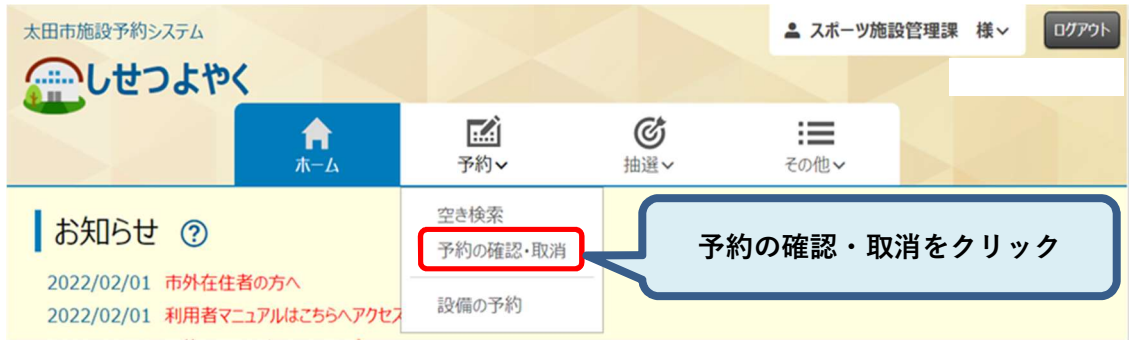 太田市施設予約システム
スポーツ施設管理課 様
ログアウト
しせつよやく
ホーム
予約
抽選
その他
お知らせ ?
空き検索
予約の確認・取消
設備の予約
予約の確認・取消をクリック
2022/02/01 市外在住者の方へ
2022/02/01 利用者マニュアルはこちらへアクセス